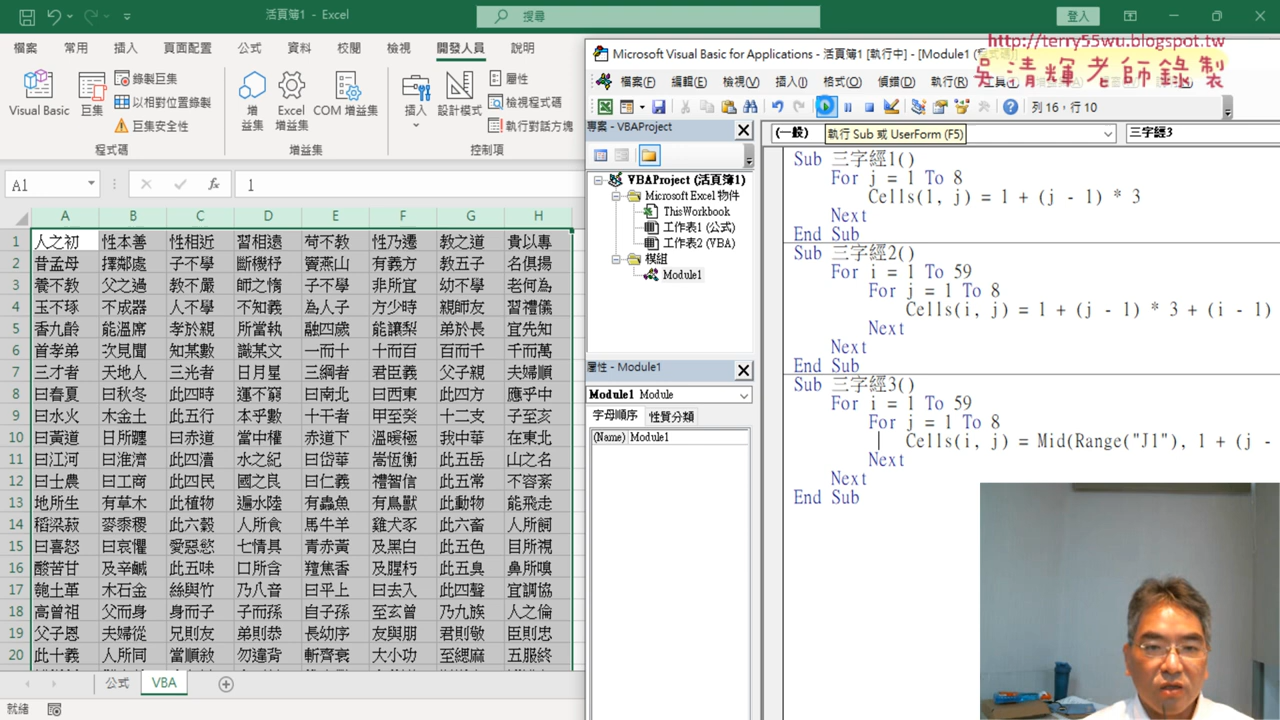 活頁簿1 - Excel
搜尋
登入
檔案 常用 插入 頁面配置 公式 資料 校閱 檢視 開發人員 說明
Visual Basic
巨集
錄製巨集
以相對位置錄製
巨集安全性
程式碼
增益集
Excel 增益集
COM 增益集
增益集
插入
設計模式
屬性
檢視程式碼
執行對話方塊
控制項
http://terry55wu.blogspot.tw
吳清輝老師錄製
Microsoft Visual Basic for Applications - 活頁簿1 [執行中] - [Module1
檔案(F) 編輯(E) 檢視(V) 插入(I) 格式(O) 偵錯(D) 執行(R)
列 16，行 10
專案 - VBAProject
(一般)
執行 Sub 或 UserForm (F5)
三字經3
VBAProject (活頁簿1)
Microsoft Excel 物件
ThisWorkbook
工作表1 (公式)
工作表2 (VBA)
模組
Module1
屬性 - Module1
Module1 Module
字母順序 性質分類
(Name) Module1
Sub 三字經1()
For j = 1 To 8
Cells(1, j) = 1 + (j - 1) * 3
Next
End Sub
Sub 三字經2()
For i = 1 To 59
For j = 1 To 8
Cells(i, j) = 1 + (j - 1) * 3 + (i - 1)
Next
Next
End Sub
Sub 三字經3()
For i = 1 To 59
For j = 1 To 8
Cells(i, j) = Mid(Range("J1"), 1 + (j -
Next
Next
End Sub
A1
fx
1
A B C D E F G H
1 人之初 性本善 性相近 習相遠 苟不教 性乃遷 教之道 貴以專
2 昔孟母 擇鄰處 子不學 斷機杼 竇燕山 有義方 教五子 名俱揚
3 養不教 父之過 教不嚴 師之惰 子不學 非所宜 幼不學 老何為
4 玉不琢 不成器 人不學 不知義 為人子 方少時 親師友 習禮儀
5 香九齡 能溫席 孝於親 所當執 融四歲 能讓梨 弟於長 宜先知
6 首孝弟 次見聞 知某數 識某文 一而十 十而百 百而千 千而萬
7 三才者 天地人 三光者 日月星 三綱者 君臣義 父子親 夫婦順
8 曰春夏 曰秋冬 此四時 運不窮 曰南北 曰西東 此四方 應乎中
9 曰水火 木金土 此五行 本乎數 十干者 甲至癸 十二支 子至亥
10 曰黃道 日所躔 曰赤道 當中權 赤道下 溫暖極 我中華 在東北
11 曰江河 曰淮濟 此四瀆 水之紀 曰岱華 嵩恆衡 此五岳 山之名
12 曰士農 曰工商 此四民 國之良 曰仁義 禮智信 此五常 不容紊
13 地所生 有草木 此植物 遍水陸 有蟲魚 有鳥獸 此動物 能飛走
14 稻粱菽 麥黍稷 此六穀 人所食 馬牛羊 雞犬豕 此六畜 人所飼
15 曰喜怒 曰哀懼 愛惡慾 七情具 青赤黃 及黑白 此五色 目所視
16 酸苦甘 及辛鹹 此五味 口所含 羶焦香 及腥朽 此五臭 鼻所嗅
17 匏土革 木石金 絲與竹 乃八音 曰平上 曰去入 此四聲 宜調協
18 高曾祖 父而身 身而子 子而孫 自子孫 至玄曾 乃九族 人之倫
19 父子恩 夫婦從 兄則友 弟則恭 長幼序 友與朋 君則敬 臣則忠
20 此十義 人所同 當順敘 勿違背 斬齊衰 大小功 至緦麻 五服終
公式 VBA
就緒